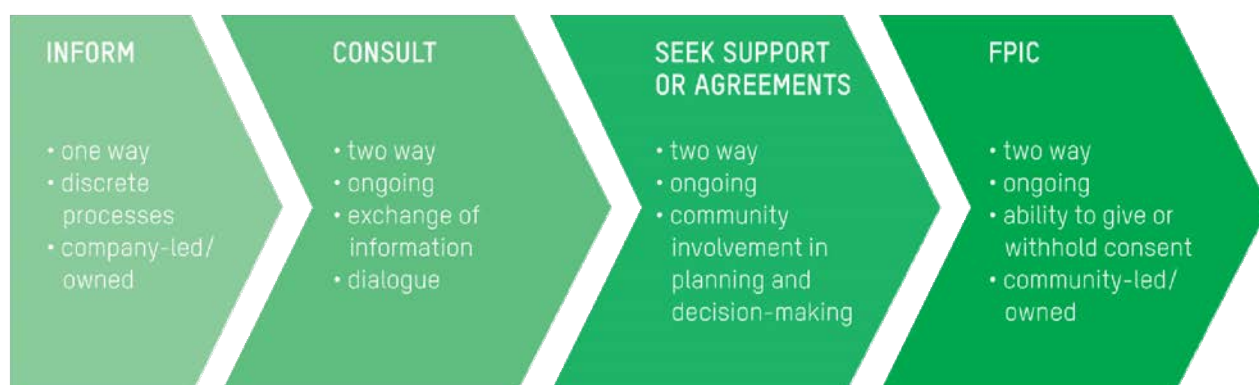 INFORM
• one way
• discrete
processes
• company-led/
owned
CONSULT
• two way
• ongoing
• exchange of
information
• dialogue
SEEK SUPPORT
OR AGREEMENTS
• two way
• ongoing
• community
involvement in
planning and
decision-making
FPIC
• two way
• ongoing
• ability to give or
withhold consent
• community-led/
owned